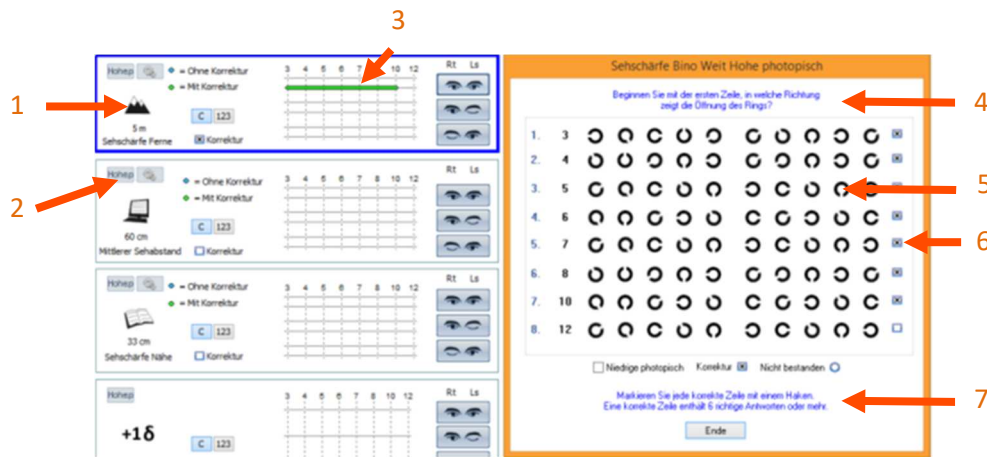 3
Hohep = Ohne Korrektur 3 4 5 6 7 8 10 12 Rt Ls
= Mit Korrektur
1
C 123
5 m
Sehschärfe Ferne Korrektur
Hohep = Ohne Korrektur 3 4 5 6 7 8 10 12 Rt Ls
= Mit Korrektur
2
60 cm C 123
Mittlerer Sehabstand Korrektur
Hohep = Ohne Korrektur 3 4 5 6 7 8 10 12 Rt Ls
= Mit Korrektur
33 cm C 123
Sehschärfe Nähe Korrektur
Hohep 3 4 5 6 7 8 10 12 Rt Ls
+1δ C 123
Sehschärfe Bino Weit Hohe photopisch
Beginnen Sie mit der ersten Zeile, in welche Richtung
zeigt die Öffnung des Rings?
4
1. 3
2. 4
3. 5
5
4. 6
5. 7
6
6. 8
7. 10
8. 12
Niedrige photopisch Korrektur Nicht bestanden
Markieren Sie jede korrekte Zeile mit einem Haken.
Eine korrekte Zeile enthält 6 richtige Antworten oder mehr.
7
Ende